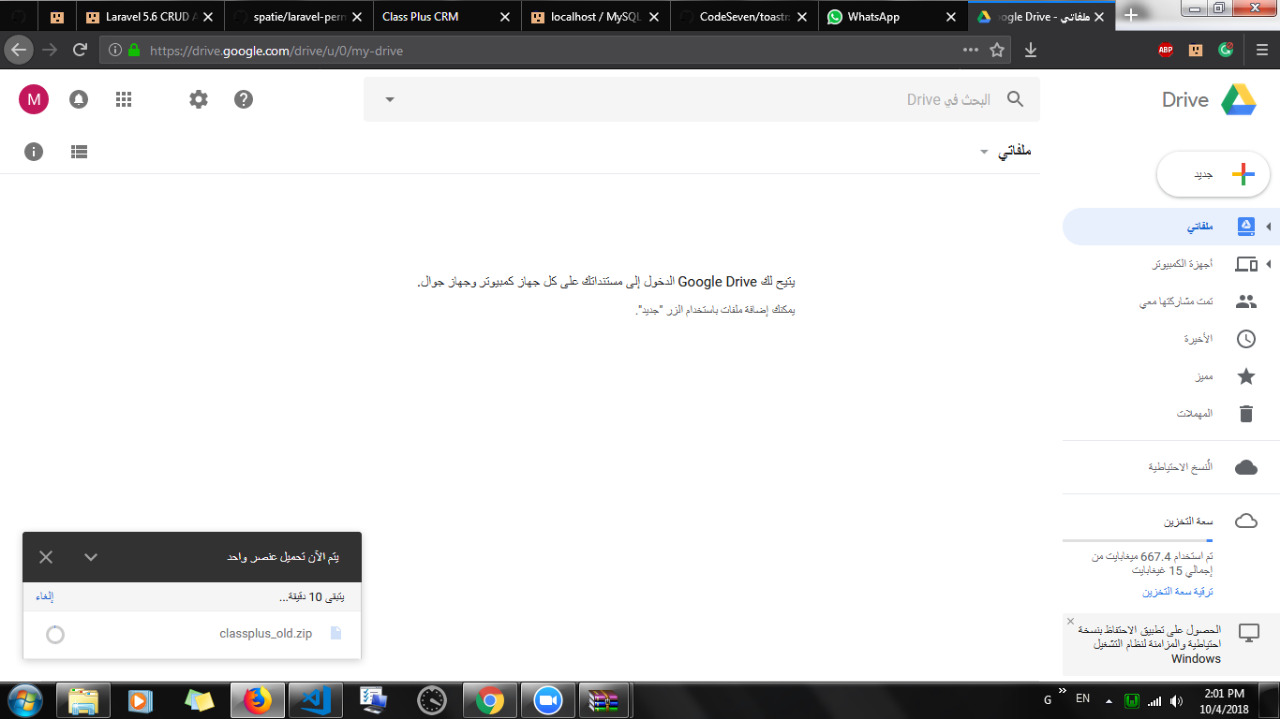 Laravel 5.6 CRUD A
spatie/laravel-perm
Class Plus CRM
localhost / MySQL
CodeSeven/toastr
WhatsApp
ملفاتي - Google Drive
https://drive.google.com/drive/u/0/my-drive
ABP
M
البحث في Drive
Drive
ملفاتي
جديد
ملفاتي
أجهزة الكمبيوتر
تمت مشاركتها معي
الأخيرة
مميز
المهملات
النُسخ الاحتياطية
سعة التخزين
تم استخدام 667.4 ميغابايت من
إجمالي 15 غيغابايت
ترقية سعة التخزين
الحصول على تطبيق الاحتفاظ بنسخة
احتياطية والمزامنة لنظام التشغيل
Windows
يتيح لك Google Drive الدخول إلى مستنداتك على كل جهاز كمبيوتر وجهاز جوال.
يمكنك إضافة ملفات باستخدام الزر "جديد".
يتم الآن تحميل عنصر واحد
يتبقى 10 دقيقة...
إلغاء
classplus_old.zip
G
EN
2:01 PM
10/4/2018